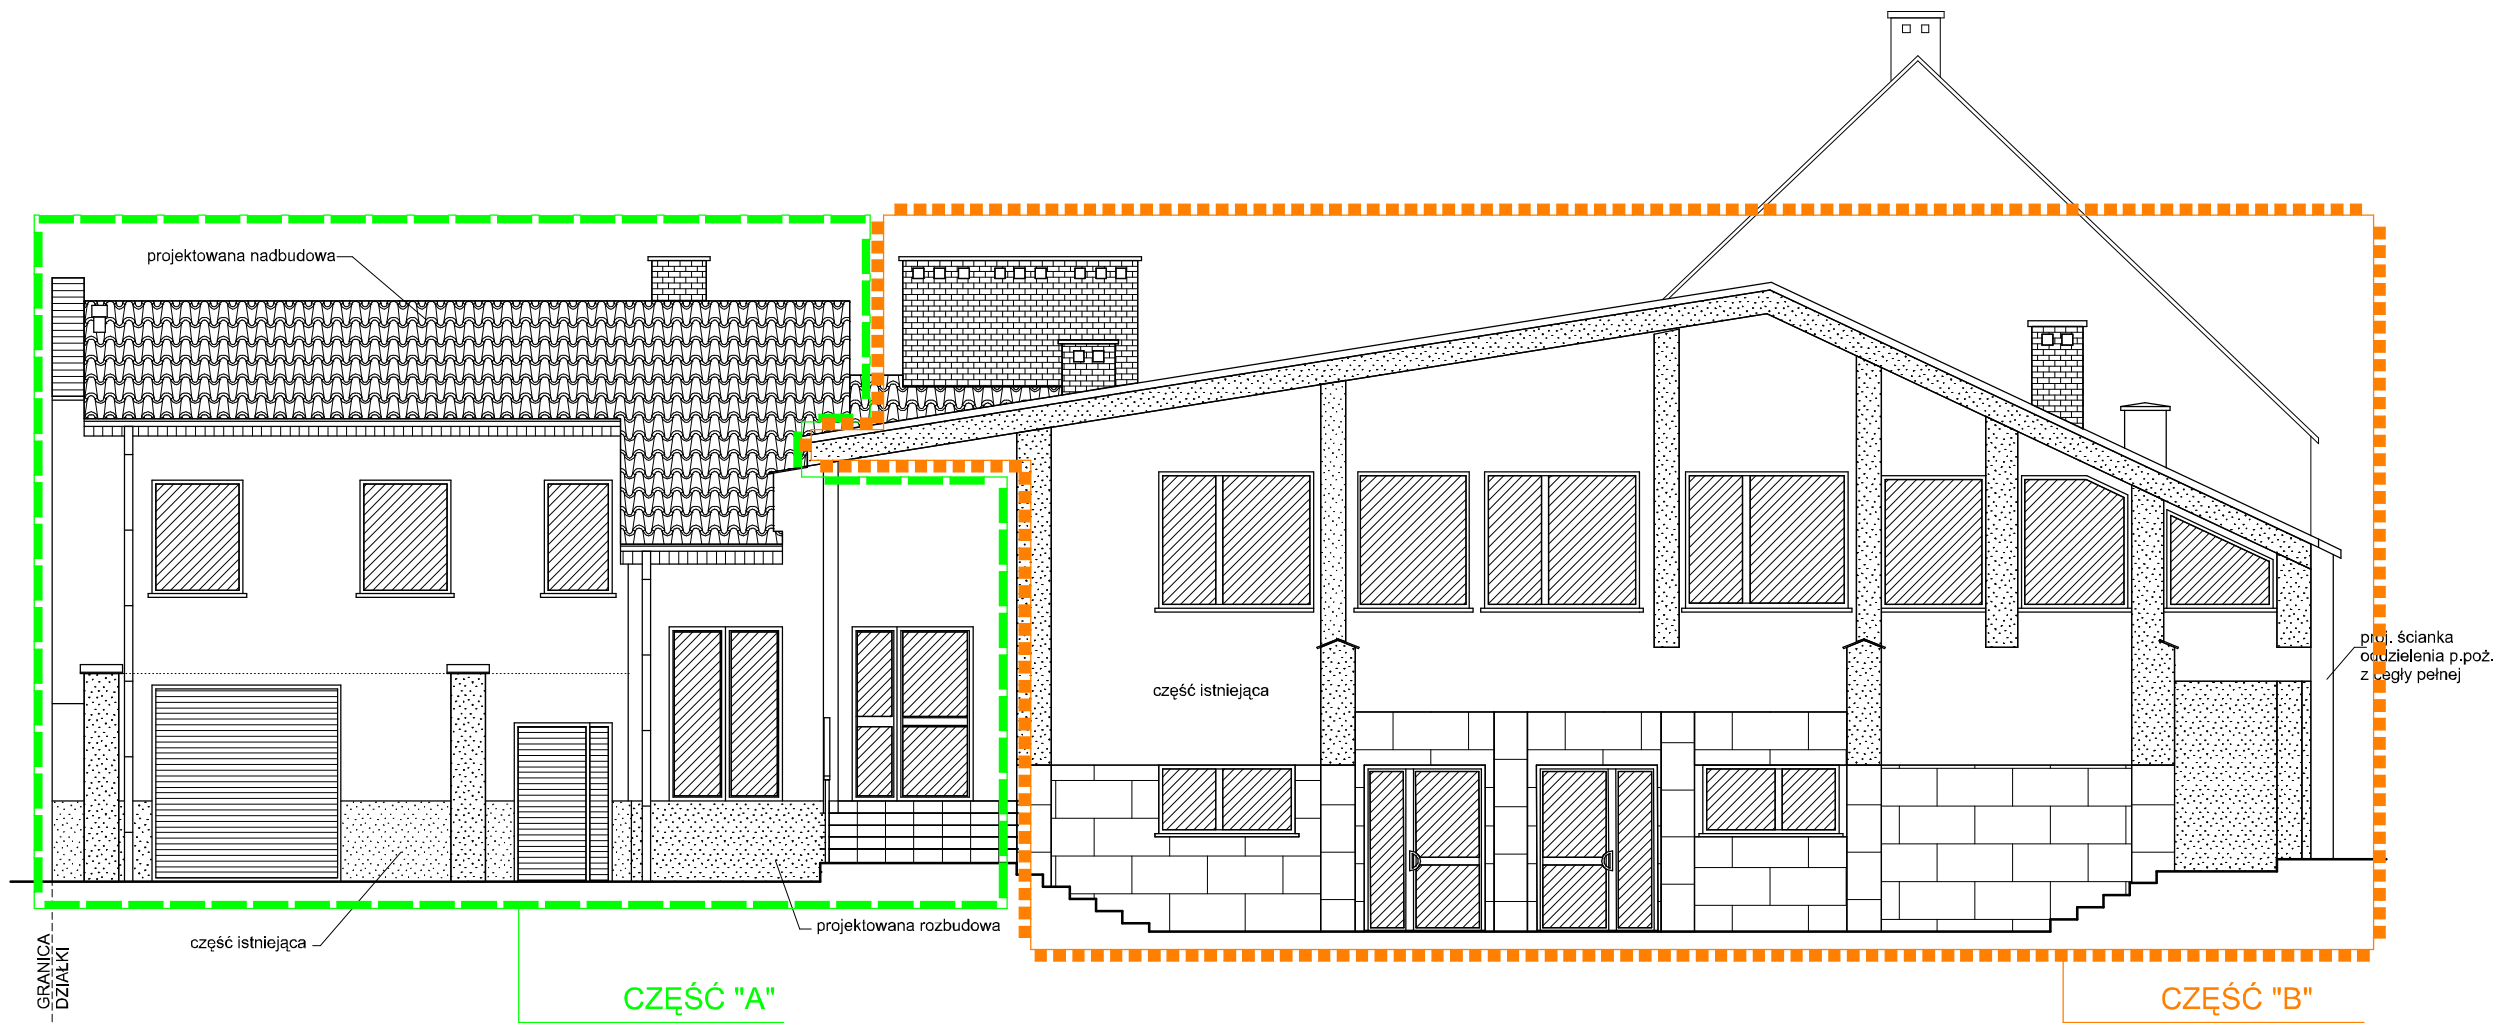 projektowana nadbudowa
część istniejąca
proj. ścianka
oddzielenia p.poż.
z cegły pełnej
projektowana rozbudowa
część istniejąca
GRANICA
DZIAŁKI
CZĘŚĆ "A"
CZĘŚĆ "B"